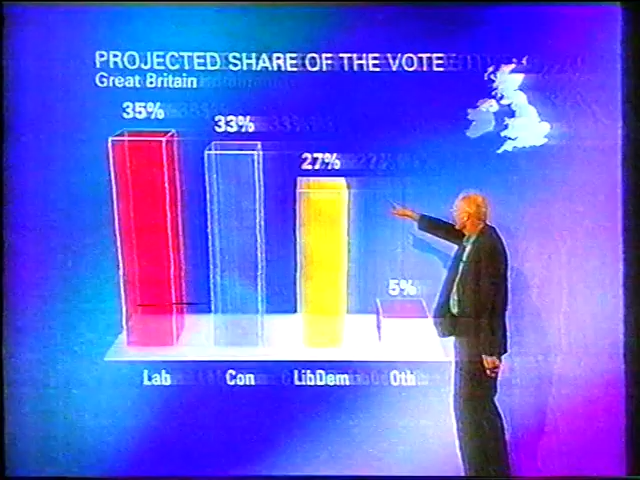 PROJECTED SHARE OF THE VOTE
Great Britain
35%
33%
27%
5%
Lab Con LibDem Oth